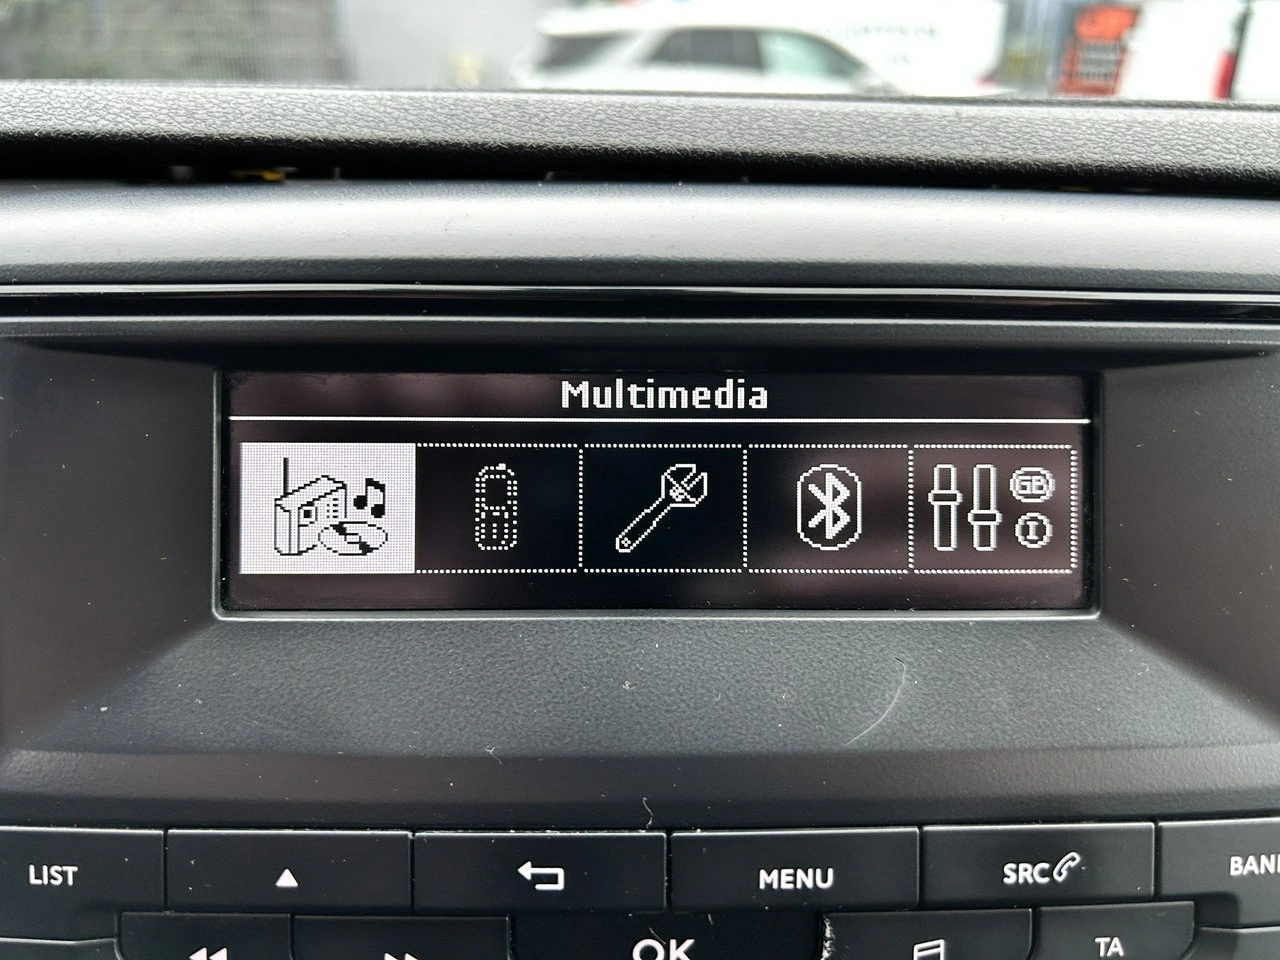 Multimedia
GB
I
LIST
MENU
SRC
OK
TA